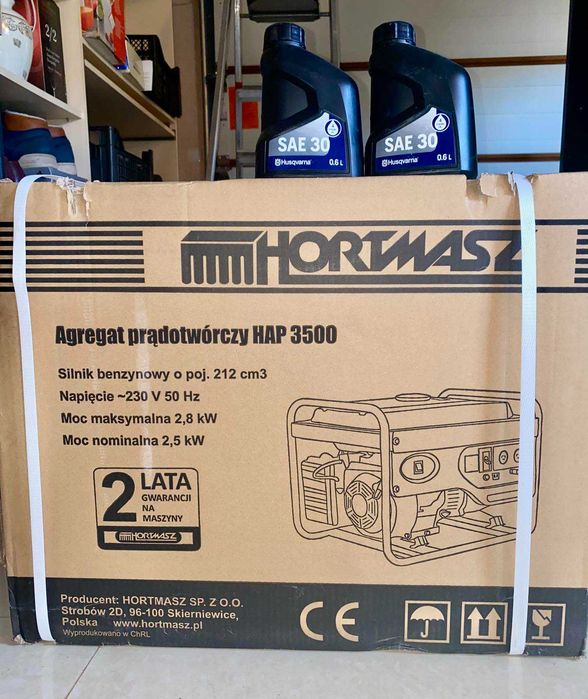 2/2
SAE 30
Husqvarna
0.6 L
SAE 30
Husqvarna
0.6 L
HORTMASZ
Agregat prądotwórczy HAP 3500
Silnik benzynowy o poj. 212 cm3
Napięcie ~230 V 50 Hz
Moc maksymalna 2,8 kW
Moc nominalna 2,5 kW
2 LATA
GWARANCJI
NA
MASZYNY
HORTMASZ
Producent: HORTMASZ SP. Z O.O.
Strobów 2D, 96-100 Skierniewice,
Polska www.hortmasz.pl
Wyprodukowano w ChRL
CE